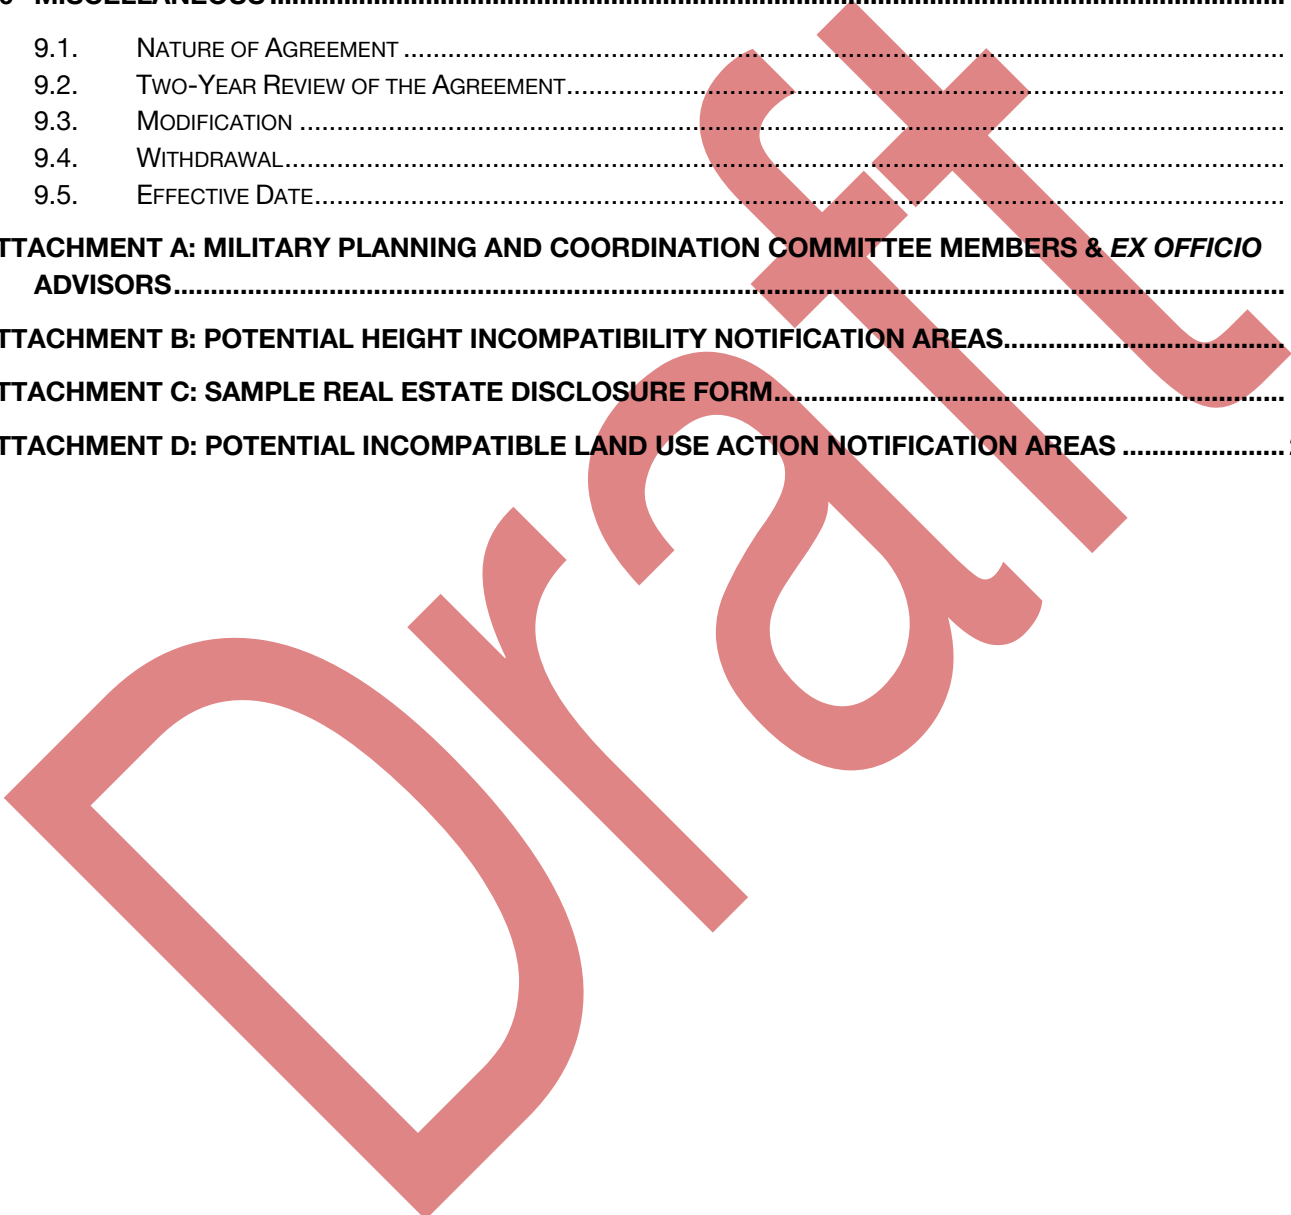 MISCELLANEOUS........................................................................................................................................
9.1. NATURE OF AGREEMENT ......................................................................................................................
9.2. TWO-YEAR REVIEW OF THE AGREEMENT................................................................................................
9.3. MODIFICATION ....................................................................................................................................
9.4. WITHDRAWAL......................................................................................................................................
9.5. EFFECTIVE DATE..................................................................................................................................
TTACHMENT A: MILITARY PLANNING AND COORDINATION COMMITTEE MEMBERS & EX OFFICIO
ADVISORS......................................................................................................................................................
TTACHMENT B: POTENTIAL HEIGHT INCOMPATIBILITY NOTIFICATION AREAS......................................
TTACHMENT C: SAMPLE REAL ESTATE DISCLOSURE FORM.....................................................................
TTACHMENT D: POTENTIAL INCOMPATIBLE LAND USE ACTION NOTIFICATION AREAS ......................
Draft